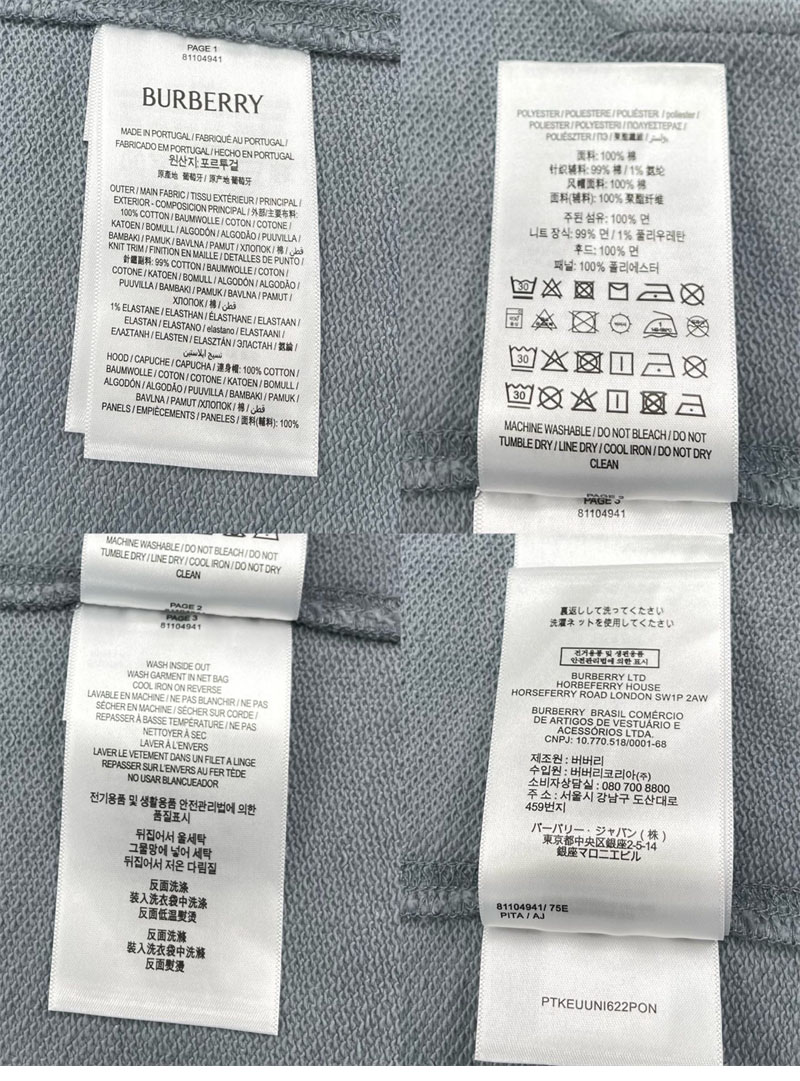 PAGE 1
81104941
BURBERRY
MADE IN PORTUGAL / FABRIQUÉ AU PORTUGAL /
FABRICADO EM PORTUGAL / HECHO EN PORTUGAL
원산지 포르투걸
原產地 葡萄牙 / 原产地 葡萄牙
OUTER / MAIN FABRIC / TISSU EXTÉRIEUR / PRINCIPAL /
EXTERIOR - COMPOSICION PRINCIPAL / 外部/主要布料:
100% COTTON / BAUMWOLLE / COTON / COTONE /
KATOEN / BOMULL / ALGODÓN / ALGODÃO / PUUVILLA /
BAMBAKI / PAMUK / BAVLNA / PAMUT / ХЛОПОК / 棉 / قطن
KNIT TRIM / FINITION EN MAILLE / DETALLES DE PUNTO /
針織副料: 99% COTTON / BAUMWOLLE / COTON /
COTONE / KATOEN / BOMULL / ALGODÓN / ALGODÃO /
PUUVILLA / BAMBAKI / PAMUK / BAVLNA / PAMUT /
ХЛОПОК / 棉 / قطن
1% ELASTANE / ELASTHAN / ÉLASTHANE / ELASTAAN /
ELASTAN / ELASTANO / elastano / ELASTAANI /
ΕΛΑΣΤΑΝΗ / ELASTEN / ELASZTÁN / ЭЛАСТАН / 氨綸 /
نسيج ايلاستين
HOOD / CAPUCHE / CAPUCHA / 連身帽: 100% COTTON /
BAUMWOLLE / COTON / COTONE / KATOEN / BOMULL /
ALGODÓN / ALGODÃO / PUUVILLA / BAMBAKI / PAMUK /
BAVLNA / PAMUT / ХЛОПОК / 棉 / قطن
PANELS / EMPIÈCEMENTS / PANELES / 面料(輔料): 100%
POLYESTER / POLIESTERE / POLIÉSTER / poliester /
POLIESTER / POLYESTERI / ΠΟΛΥΕΣΤΕΡΑΣ /
POLIÉSZTER / ПЭ / 聚酯纖維 / بوليستر
面料: 100% 棉
针织辅料: 99% 棉 / 1% 氨纶
风帽面料: 100% 棉
面料(辅料): 100% 聚酯纤维
주된 섬유: 100% 면
니트 장식: 99% 면 / 1% 폴리우레탄
후드: 100% 면
패널: 100% 폴리에스터
30
30
30
MACHINE WASHABLE / DO NOT BLEACH / DO NOT
TUMBLE DRY / LINE DRY / COOL IRON / DO NOT DRY
CLEAN
PAGE 3
81104941
MACHINE WASHABLE / DO NOT BLEACH / DO NOT
TUMBLE DRY / LINE DRY / COOL IRON / DO NOT DRY
CLEAN
PAGE 2
PAGE 3
81104941
WASH INSIDE OUT
WASH GARMENT IN NET BAG
COOL IRON ON REVERSE
LAVABLE EN MACHINE / NE PAS BLANCHIR / NE PAS
SÉCHER EN MACHINE / SÉCHER SUR CORDE /
REPASSER À BASSE TEMPÉRATURE / NE PAS
NETTOYER À SEC
LAVER À L'ENVERS
LAVER LE VETEMENT DANS UN FILET A LINGE
REPASSER SUR L'ENVERS AU FER TÈDE
NO USAR BLANCUEADOR
전기용품 및 생활용품 안전관리법에 의한
품질표시
뒤집어서 울세탁
그물망에 넣어 세탁
뒤집어서 저온 다림질
反面洗涤
装入洗衣袋中洗涤
反面低温熨烫
反面洗滌
裝入洗衣袋中洗滌
反面熨燙
裏返しして洗ってください
洗濯ネットを使用してください
전기용품 및 생편용품
안전관리법에 의한 표시
BURBERRY LTD
HORBEFERRY HOUSE
HORSEFERRY ROAD LONDON SW1P 2AW
BURBERRY BRASIL COMÉRCIO
DE ARTIGOS DE VESTUÁRIO E
ACESSÓRIOS LTDA.
CNPJ: 10.770.518/0001-68
제조원 : 버버리
수입원 : 버버리코리아(주)
소비자상담실 : 080 700 8800
주 소 : 서울시 강남구 도산대로
459번지
バーバリー・ジャパン ( 株 )
東京都中央区銀座2-5-14
銀座マロニエビル
81104941/ 75E
PITA / AJ
PTKEUUNI622PON